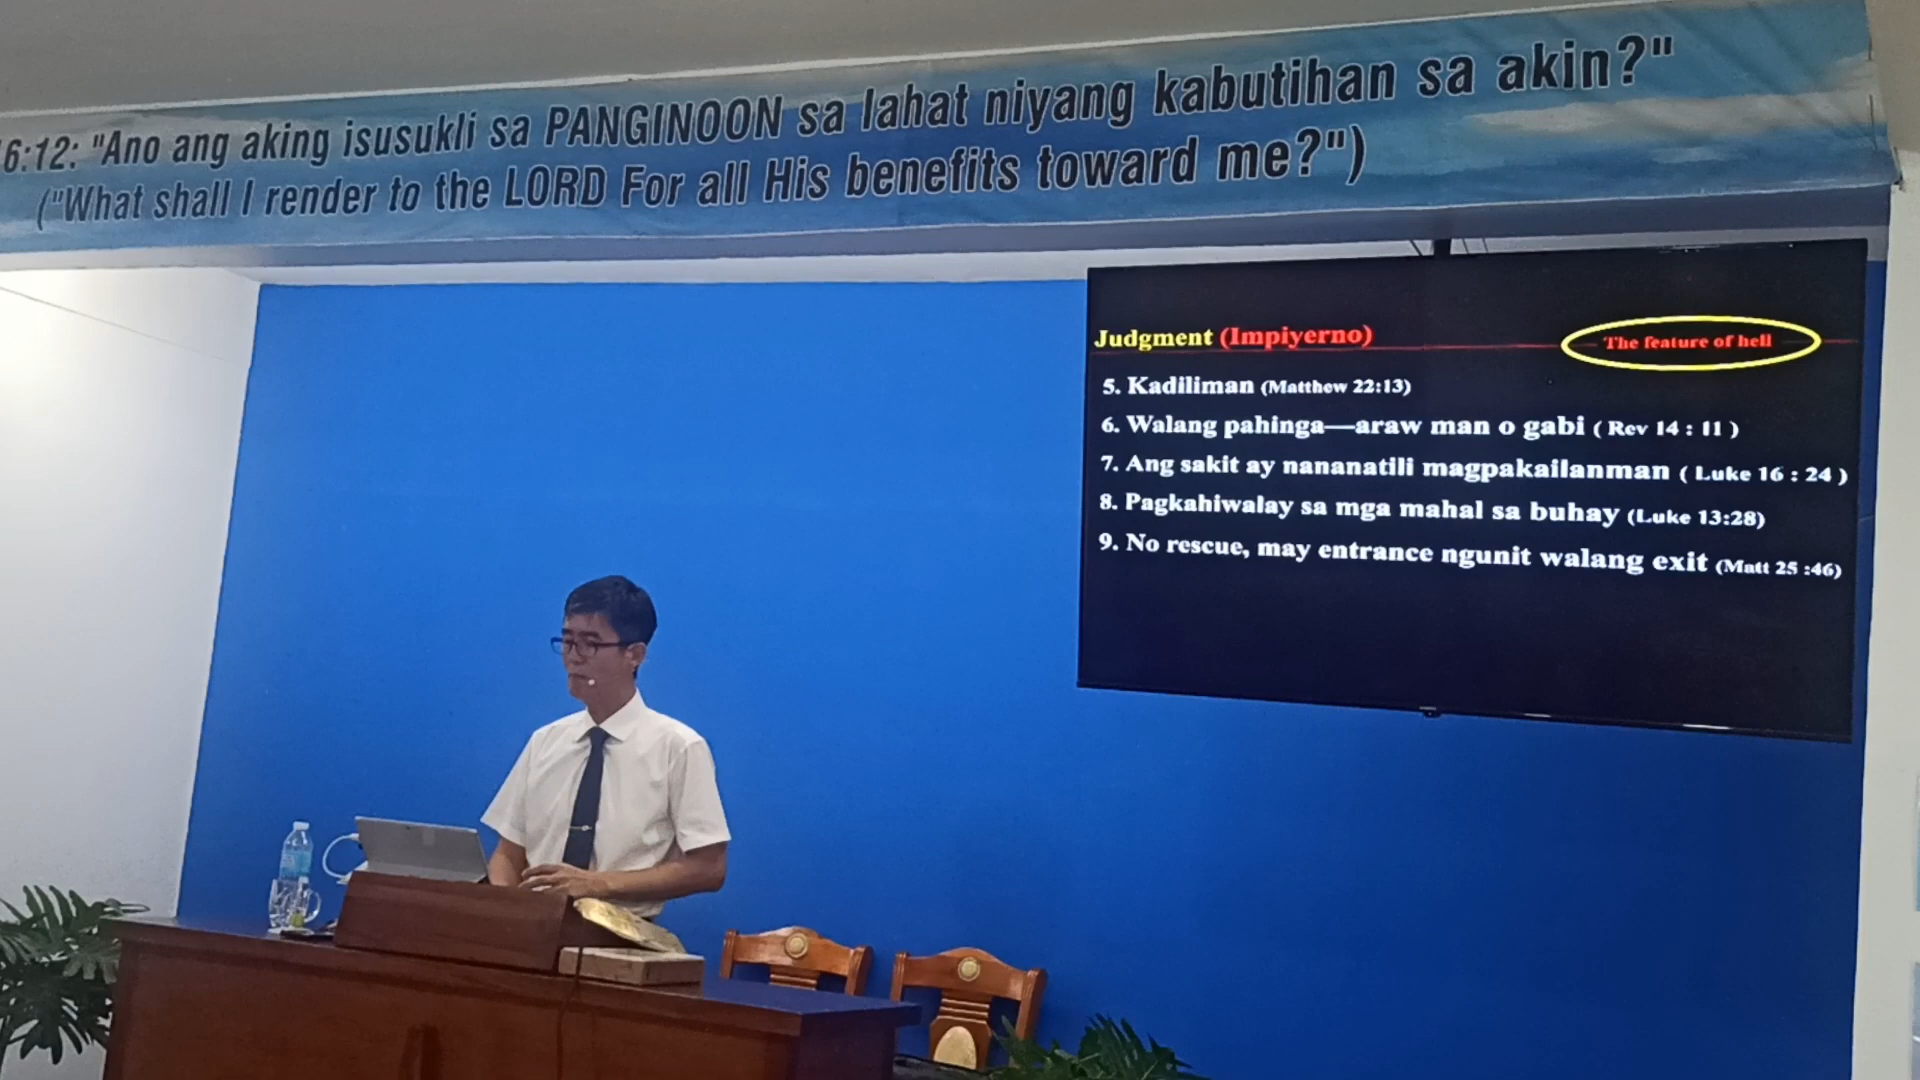 6:12: "Ano ang aking isusukli sa PANGINOON sa lahat niyang kabutihan sa akin?"
("What shall I render to the LORD For all His benefits toward me?")
Judgment (Impiyerno)
The feature of hell
5. Kadiliman (Matthew 22:13)
6. Walang pahinga—araw man o gabi ( Rev 14 : 11 )
7. Ang sakit ay nananatili magpakailanman ( Luke 16 : 24 )
8. Pagkahiwalay sa mga mahal sa buhay (Luke 13:28)
9. No rescue, may entrance ngunit walang exit (Matt 25 :46)